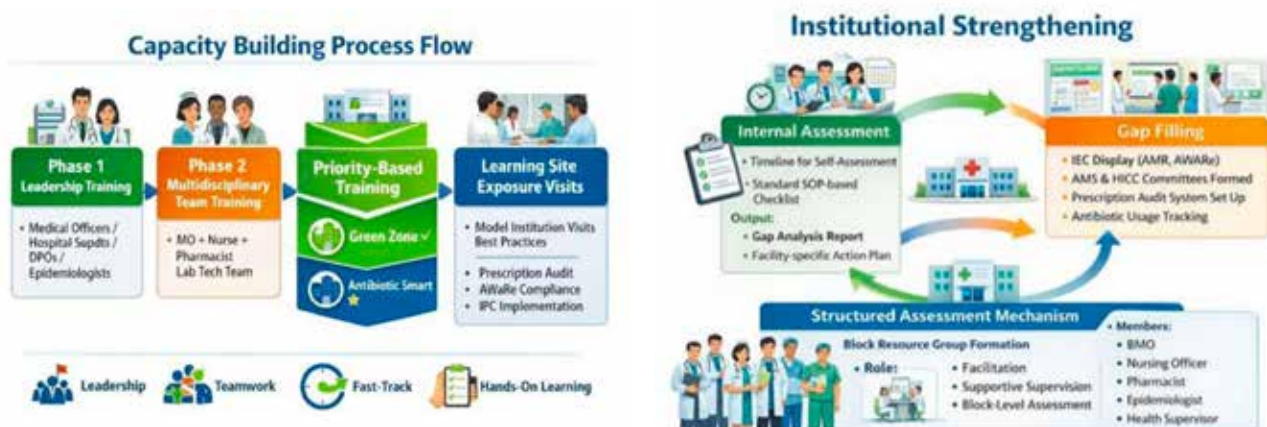 Capacity Building Process Flow
Phase 1
Leadership Training
• Medical Officers /
Hospital Supdts /
DPOs /
Epidemiologists
Phase 2
Multidisciplinary
Team Training
• MO + Nurse +
Pharmacist
Lab Tech Team
Priority-Based
Training
Green Zone ✓
Antibiotic Smart
Learning Site
Exposure Visits
• Model Institution Visits
Best Practices
• Prescription Audit
• AWaRe Compliance
• IPC Implementation
Leadership
Teamwork
Fast-Track
Hands-On Learning
Institutional Strengthening
Internal Assessment
• Timeline for Self-Assessment
• Standard SOP-based
Checklist
Output:
• Gap Analysis Report
• Facility-specific Action Plan
Gap Filling
• IEC Display (AMR, AWARe)
• AMS & HICC Committees Formed
• Prescription Audit System Set Up
• Antibiotic Usage Tracking
Structured Assessment Mechanism
Block Resource Group Formation
• Role:
• Facilitation
• Supportive Supervision
• Block-Level Assessment
• Members:
• BMO
• Nursing Officer
• Pharmacist
• Epidemiologist
• Health Supervisor